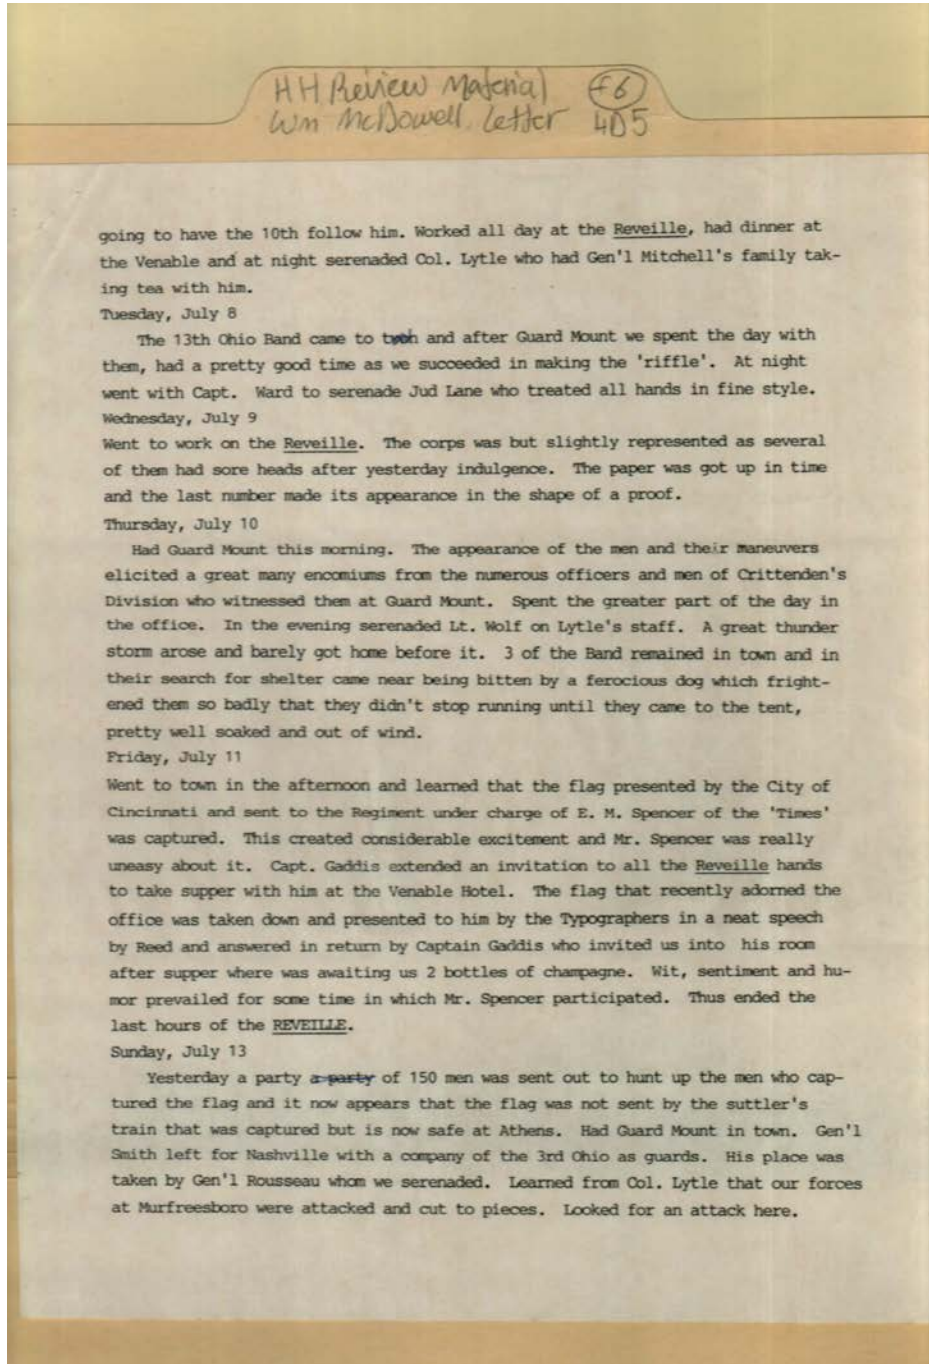 HH Review Material f6
Wm McDowell Letter 4D5
going to have the 10th follow him. Worked all day at the Reveille, had dinner at
the Venable and at night serenaded Col. Lytle who had Gen'l Mitchell's family tak-
ing tea with him.
Tuesday, July 8
The 13th Ohio Band came to and after Guard Mount we spent the day with
them, had a pretty good time as we succeeded in making the 'riffle'. At night
went with Capt. Ward to serenade Jud Lane who treated all hands in fine style.
Wednesday, July 9
Went to work on the Reveille. The corps was but slightly represented as several
of them had sore heads after yesterday indulgence. The paper was got up in time
and the last number made its appearance in the shape of a proof.
Thursday, July 10
Had Guard Mount this morning. The appearance of the men and their maneuvers
elicited a great many encomiums from the numerous officers and men of Crittenden's
Division who witnessed them at Guard Mount. Spent the greater part of the day in
the office. In the evening serenaded Lt. Wolf on Lytle's staff. A great thunder
storm arose and barely got home before it. 3 of the Band remained in town and in
their search for shelter came near being bitten by a ferocious dog which fright-
ened them so badly that they didn't stop running until they came to the tent,
pretty well soaked and out of wind.
Friday, July 11
Went to town in the afternoon and learned that the flag presented by the City of
Cincinnati and sent to the Regiment under charge of E. M. Spencer of the 'Times'
was captured. This created considerable excitement and Mr. Spencer was really
uneasy about it. Capt. Gaddis extended an invitation to all the Reveille hands
to take supper with him at the Venable Hotel. The flag that recently adorned the
office was taken down and presented to him by the Typographers in a neat speech
by Reed and answered in return by Captain Gaddis who invited us into his room
after supper where was awaiting us 2 bottles of champagne. Wit, sentiment and hu-
mor prevailed for some time in which Mr. Spencer participated. Thus ended the
last hours of the REVEILLE.
Sunday, July 13
Yesterday a party a party of 150 men was sent out to hunt up the men who cap-
tured the flag and it now appears that the flag was not sent by the suttler's
train that was captured but is now safe at Athens. Had Guard Mount in town. Gen'l
Smith left for Nashville with a company of the 3rd Ohio as guards. His place was
taken by Gen'l Rousseau whom we serenaded. Learned from Col. Lytle that our forces
at Murfreesboro were attacked and cut to pieces. Looked for an attack here.